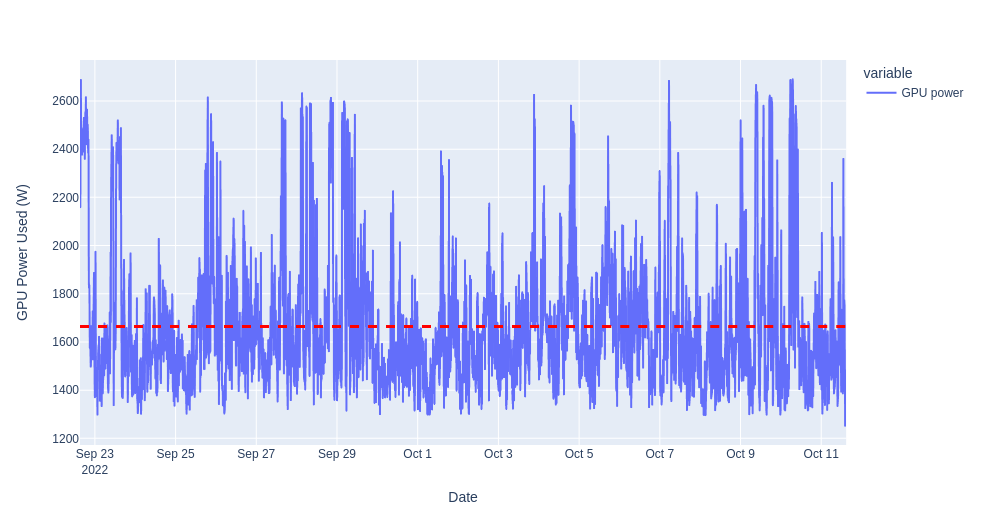 variable
GPU power
GPU Power Used (W)
2600
2400
2200
2000
1800
1600
1400
1200
Sep 23
2022
Sep 25
Sep 27
Sep 29
Oct 1
Oct 3
Oct 5
Oct 7
Oct 9
Oct 11
Date